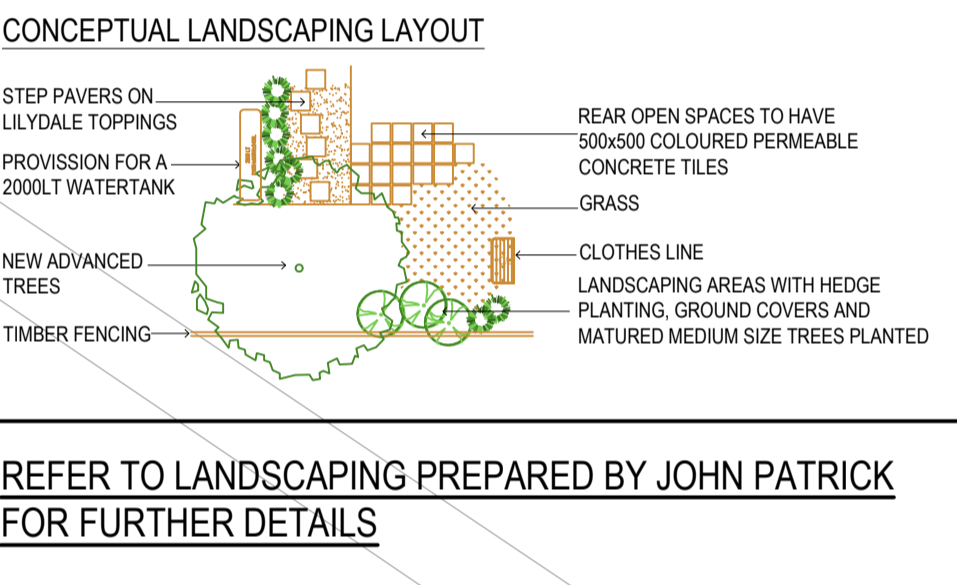 CONCEPTUAL LANDSCAPING LAYOUT
STEP PAVERS ON
LILYDALE TOPPINGS
PROVISSION FOR A
2000LT WATERTANK
NEW ADVANCED
TREES
TIMBER FENCING
REAR OPEN SPACES TO HAVE
500x500 COLOURED PERMEABLE
CONCRETE TILES
GRASS
CLOTHES LINE
LANDSCAPING AREAS WITH HEDGE
PLANTING, GROUND COVERS AND
MATURED MEDIUM SIZE TREES PLANTED
REFER TO LANDSCAPING PREPARED BY JOHN PATRICK
FOR FURTHER DETAILS